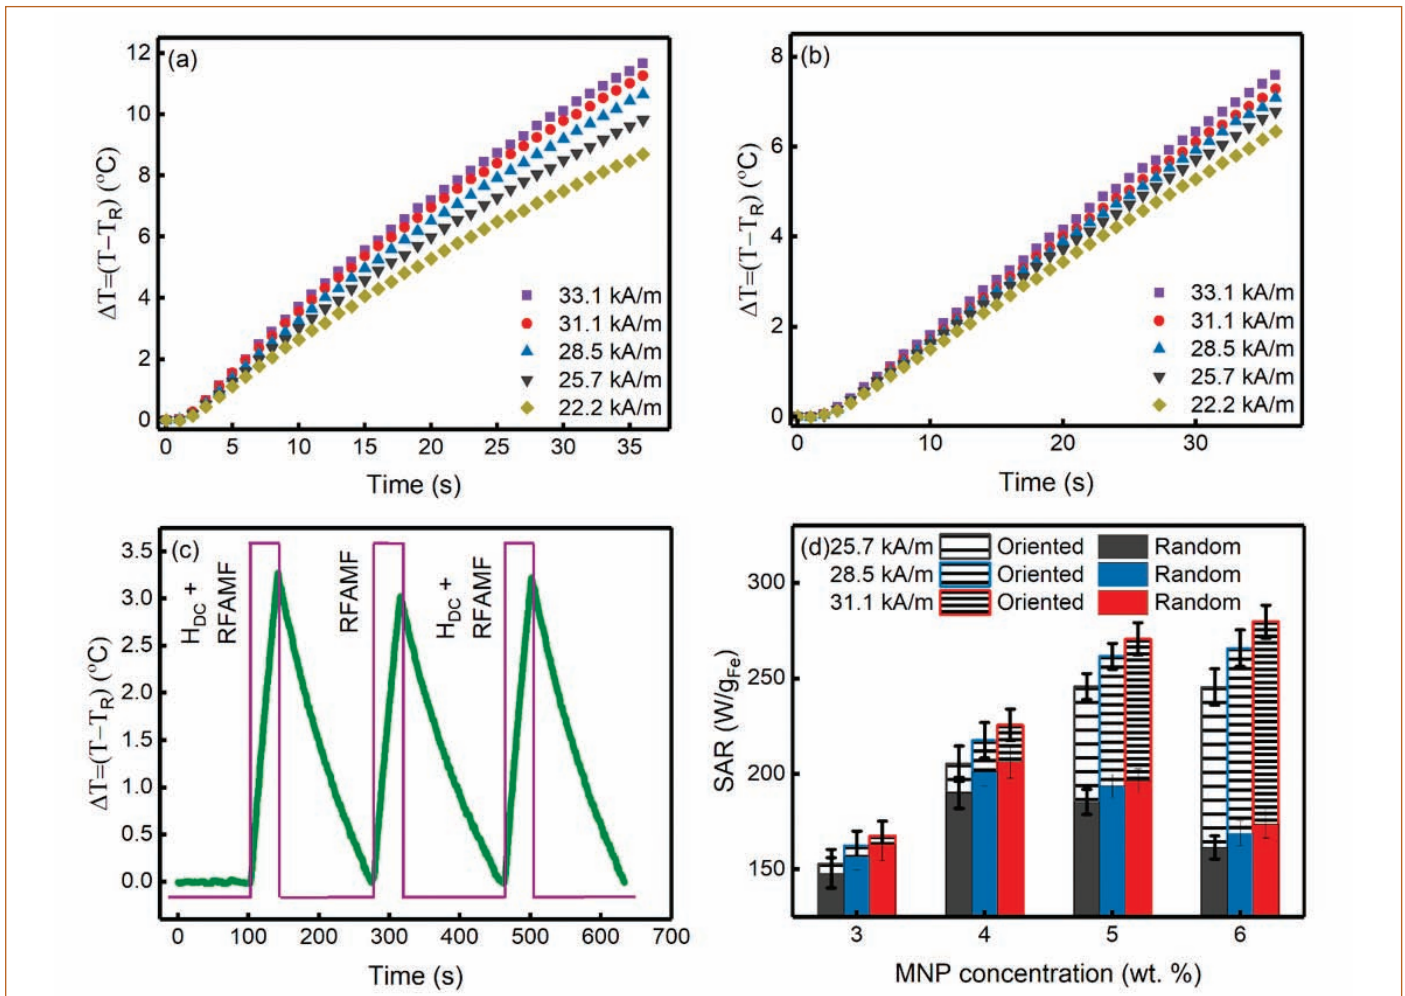 (a)
12
10
8
6
4
2
0
ΔT=(T−T_R) (°C)
33.1 kA/m
31.1 kA/m
28.5 kA/m
25.7 kA/m
22.2 kA/m
0 5 10 15 20 25 30 35
Time (s)
(b)
8
6
4
2
0
ΔT=(T−T_R) (°C)
33.1 kA/m
31.1 kA/m
28.5 kA/m
25.7 kA/m
22.2 kA/m
0 10 20 30
Time (s)
(c)
3.5
3.0
2.5
2.0
1.5
1.0
0.5
0.0
ΔT=(T−T_R) (°C)
H_DC +
RFAMF
RFAMF
H_DC +
RFAMF
0 100 200 300 400 500 600 700
Time (s)
(d) 25.7 kA/m Oriented Random
28.5 kA/m Oriented Random
31.1 kA/m Oriented Random
300
250
200
150
SAR (W/g_Fe)
3 4 5 6
MNP concentration (wt. %)